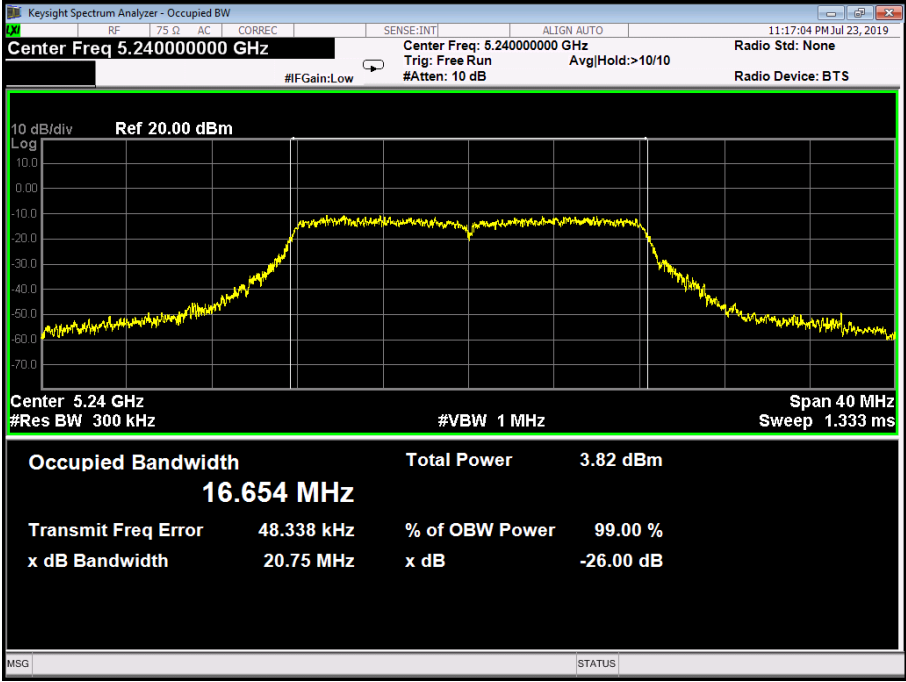 Keysight Spectrum Analyzer - Occupied BW
LXI RF 75 Ω AC CORREC SENSE:INT ALIGN AUTO 11:17:04 PM Jul 23, 2019
Center Freq 5.240000000 GHz Center Freq: 5.240000000 GHz Radio Std: None
Trig: Free Run Avg|Hold:>10/10
#IFGain:Low #Atten: 10 dB Radio Device: BTS
10 dB/div Ref 20.00 dBm
Log
10.0
0.00
-10.0
-20.0
-30.0
-40.0
-50.0
-60.0
-70.0
Center 5.24 GHz Span 40 MHz
#Res BW 300 kHz #VBW 1 MHz Sweep 1.333 ms
Occupied Bandwidth Total Power 3.82 dBm
16.654 MHz
Transmit Freq Error 48.338 kHz % of OBW Power 99.00 %
x dB Bandwidth 20.75 MHz x dB -26.00 dB
MSG STATUS